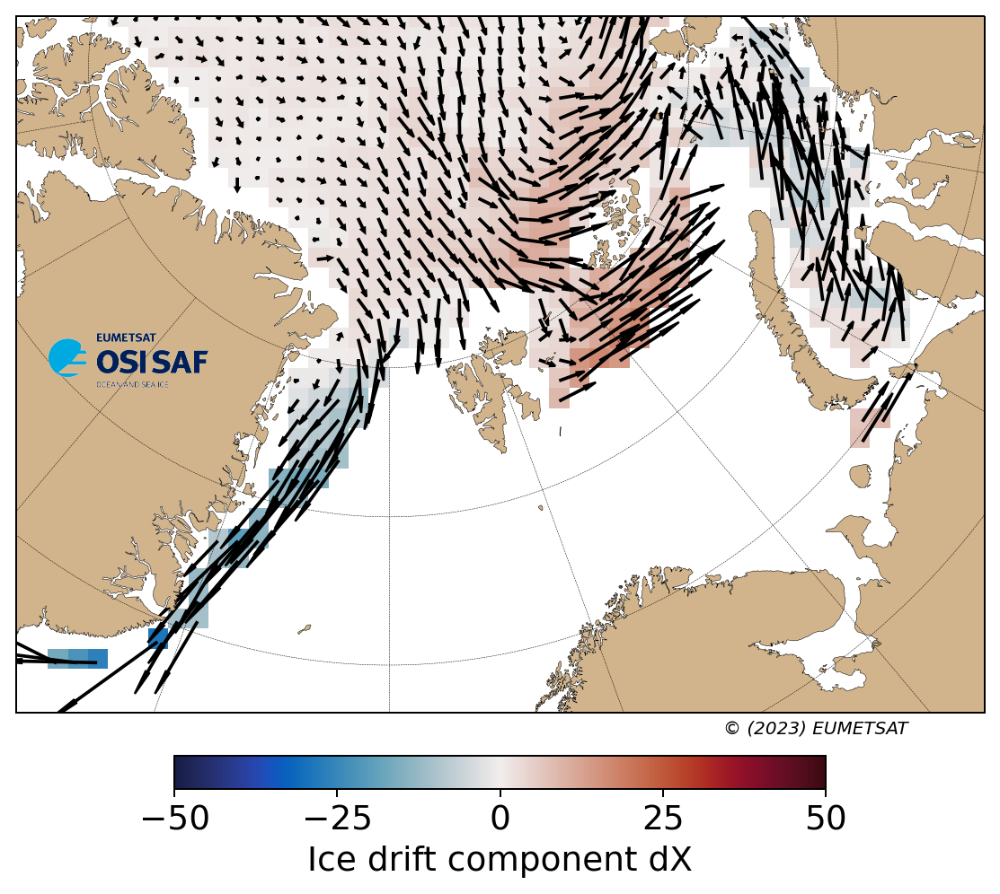 EUMETSAT
OSI SAF
OCEAN AND SEA ICE
© (2023) EUMETSAT
−50 −25 0 25 50
Ice drift component dX